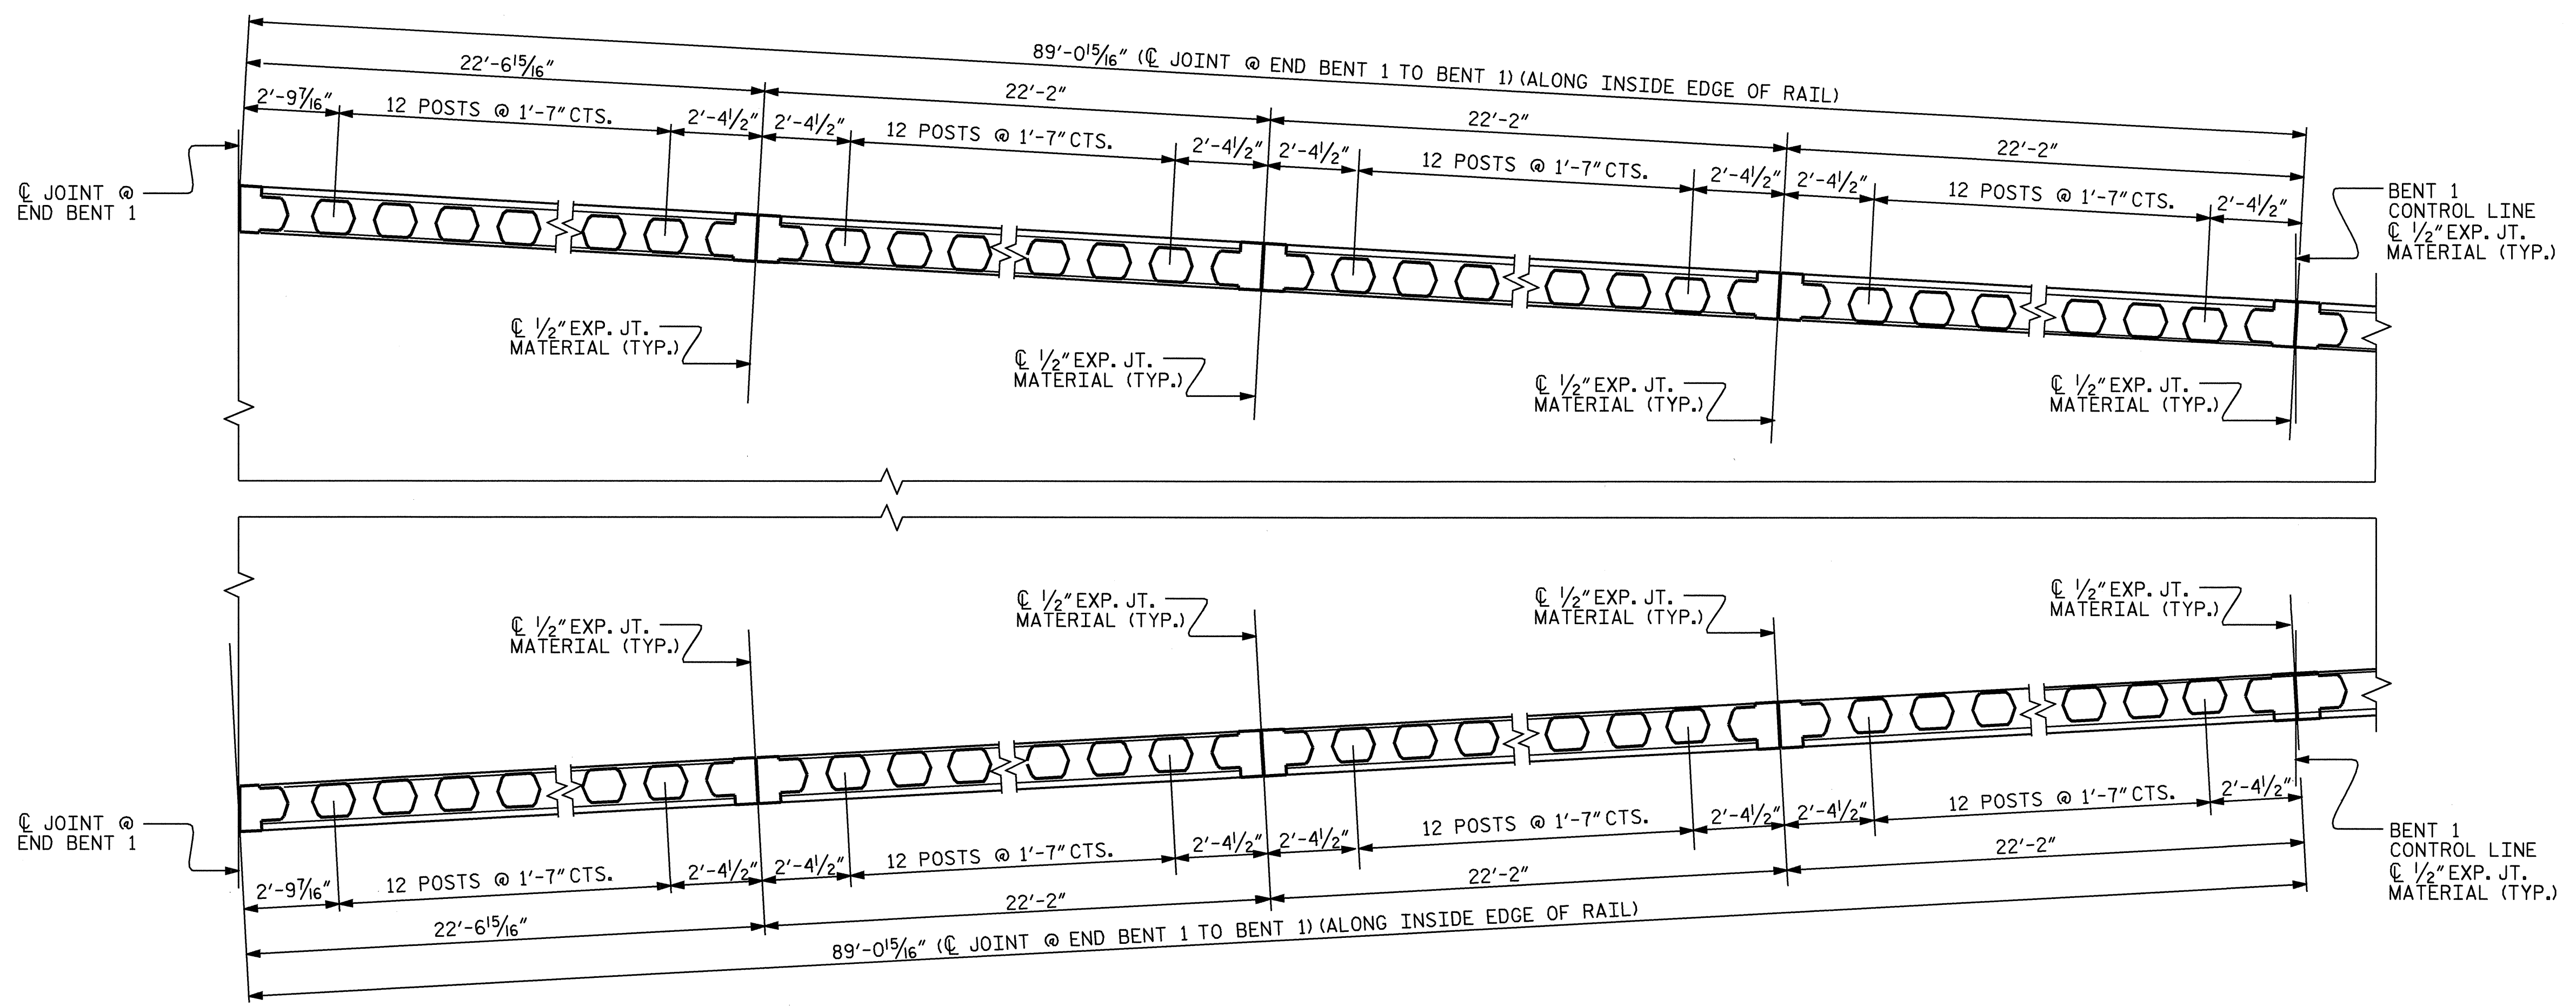 89'-0 15/16" (℄ JOINT @ END BENT 1 TO BENT 1) (ALONG INSIDE EDGE OF RAIL)
22'-6 15/16"
22'-2"
22'-2"
22'-2"
2'-9 7/16"
12 POSTS @ 1'-7" CTS.
2'-4 1/2"
2'-4 1/2"
12 POSTS @ 1'-7" CTS.
2'-4 1/2"
2'-4 1/2"
12 POSTS @ 1'-7" CTS.
2'-4 1/2"
2'-4 1/2"
12 POSTS @ 1'-7" CTS.
2'-4 1/2"
℄ JOINT @
END BENT 1
BENT 1
CONTROL LINE
℄ 1/2" EXP. JT.
MATERIAL (TYP.)
℄ 1/2" EXP. JT.
MATERIAL (TYP.)
℄ 1/2" EXP. JT.
MATERIAL (TYP.)
℄ 1/2" EXP. JT.
MATERIAL (TYP.)
℄ 1/2" EXP. JT.
MATERIAL (TYP.)
℄ 1/2" EXP. JT.
MATERIAL (TYP.)
℄ 1/2" EXP. JT.
MATERIAL (TYP.)
℄ 1/2" EXP. JT.
MATERIAL (TYP.)
℄ 1/2" EXP. JT.
MATERIAL (TYP.)
℄ JOINT @
END BENT 1
BENT 1
CONTROL LINE
℄ 1/2" EXP. JT.
MATERIAL (TYP.)
2'-9 7/16"
12 POSTS @ 1'-7" CTS.
2'-4 1/2"
2'-4 1/2"
12 POSTS @ 1'-7" CTS.
2'-4 1/2"
2'-4 1/2"
12 POSTS @ 1'-7" CTS.
2'-4 1/2"
2'-4 1/2"
12 POSTS @ 1'-7" CTS.
2'-4 1/2"
22'-6 15/16"
22'-2"
22'-2"
22'-2"
89'-0 15/16" (℄ JOINT @ END BENT 1 TO BENT 1) (ALONG INSIDE EDGE OF RAIL)